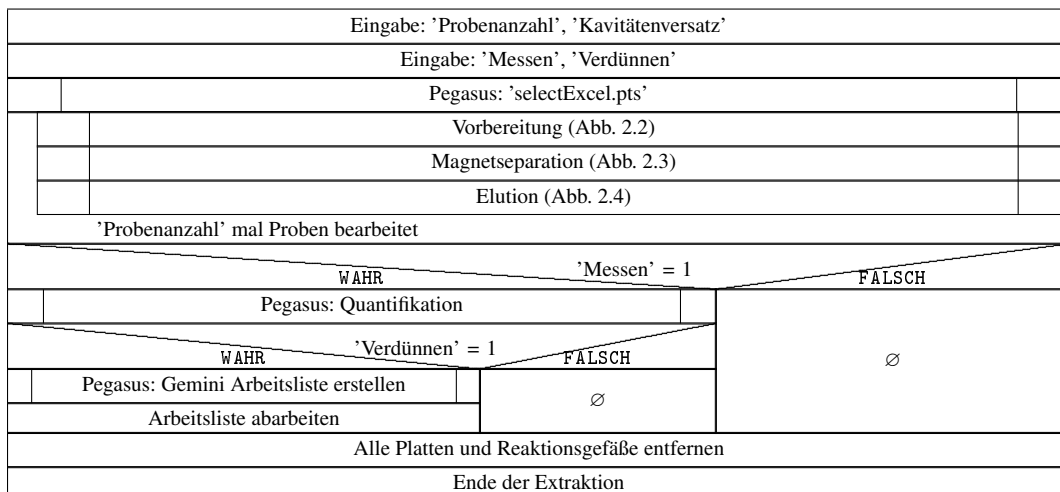 Eingabe: ’Probenanzahl’, ’Kavitätenversatz’
Eingabe: ’Messen’, ’Verdünnen’
Pegasus: ’selectExcel.pts’
Vorbereitung (Abb. 2.2)
Magnetseparation (Abb. 2.3)
Elution (Abb. 2.4)
’Probenanzahl’ mal Proben bearbeitet
’Messen’ = 1
WAHR
FALSCH
Pegasus: Quantifikation
’Verdünnen’ = 1
WAHR
FALSCH
∅
Pegasus: Gemini Arbeitsliste erstellen
∅
Arbeitsliste abarbeiten
Alle Platten und Reaktionsgefäße entfernen
Ende der Extraktion